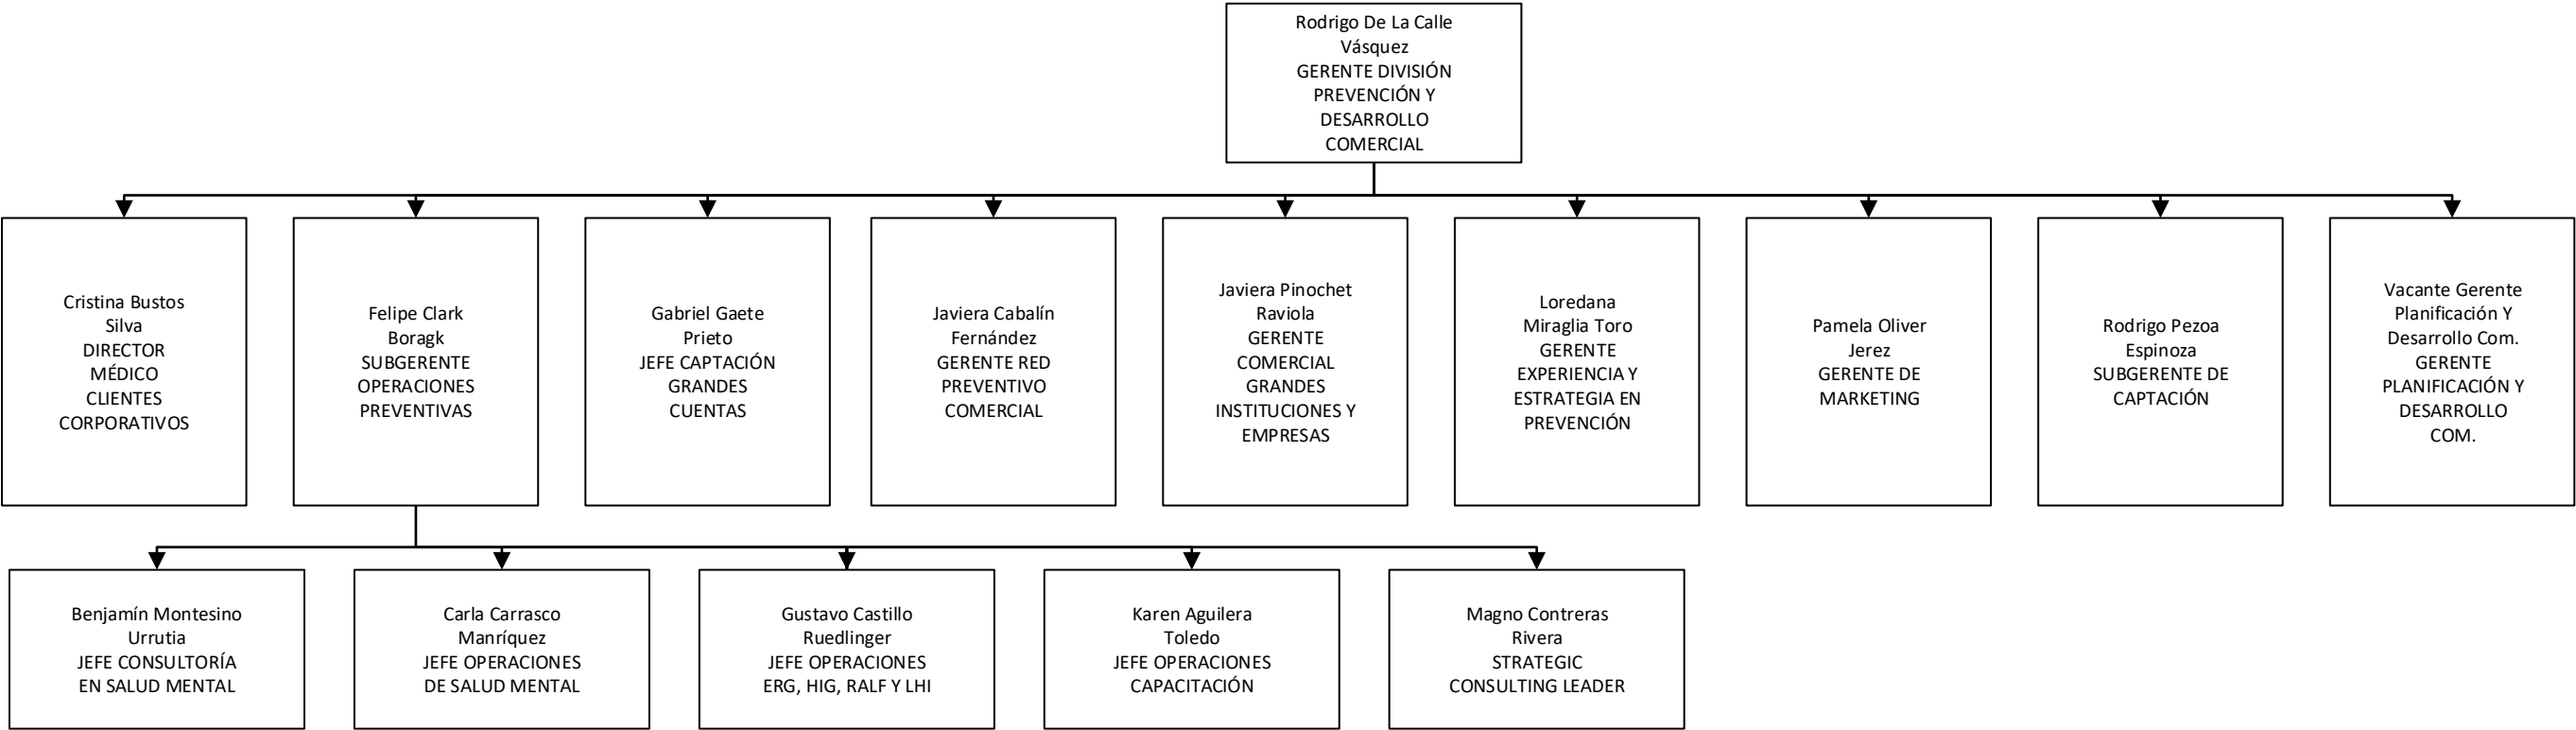 Rodrigo De La Calle
Vásquez
GERENTE DIVISIÓN
PREVENCIÓN Y
DESARROLLO
COMERCIAL
Cristina Bustos
Silva
DIRECTOR
MÉDICO
CLIENTES
CORPORATIVOS
Felipe Clark
Boragk
SUBGERENTE
OPERACIONES
PREVENTIVAS
Gabriel Gaete
Prieto
JEFE CAPTACIÓN
GRANDES
CUENTAS
Javiera Cabalín
Fernández
GERENTE RED
PREVENTIVO
COMERCIAL
Javiera Pinochet
Raviola
GERENTE
COMERCIAL
GRANDES
INSTITUCIONES Y
EMPRESAS
Loredana
Miraglia Toro
GERENTE
EXPERIENCIA Y
ESTRATEGIA EN
PREVENCIÓN
Pamela Oliver
Jerez
GERENTE DE
MARKETING
Rodrigo Pezoa
Espinoza
SUBGERENTE DE
CAPTACIÓN
Vacante Gerente
Planificación Y
Desarrollo Com.
GERENTE
PLANIFICACIÓN Y
DESARROLLO
COM.
Benjamín Montesino
Urrutia
JEFE CONSULTORÍA
EN SALUD MENTAL
Carla Carrasco
Manríquez
JEFE OPERACIONES
DE SALUD MENTAL
Gustavo Castillo
Ruedlinger
JEFE OPERACIONES
ERG, HIG, RALF Y LHI
Karen Aguilera
Toledo
JEFE OPERACIONES
CAPACITACIÓN
Magno Contreras
Rivera
STRATEGIC
CONSULTING LEADER